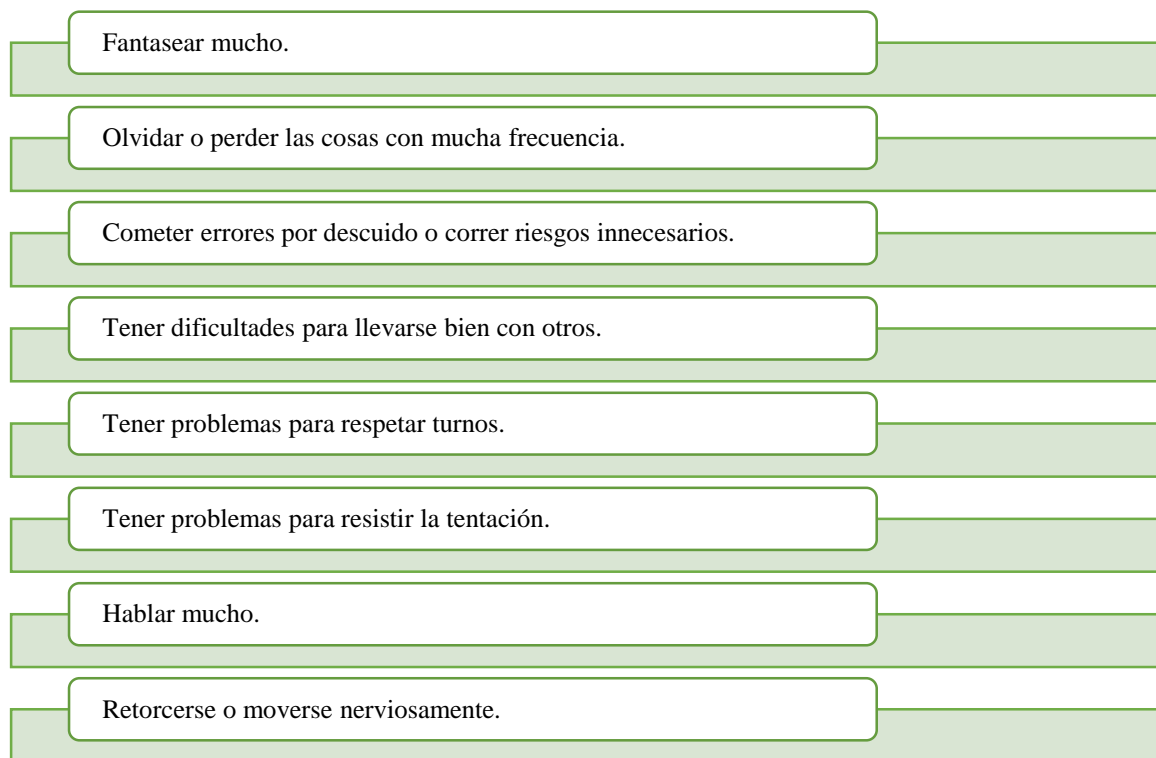 Fantasear mucho.
Olvidar o perder las cosas con mucha frecuencia.
Cometer errores por descuido o correr riesgos innecesarios.
Tener dificultades para llevarse bien con otros.
Tener problemas para respetar turnos.
Tener problemas para resistir la tentación.
Hablar mucho.
Retorcerse o moverse nerviosamente.